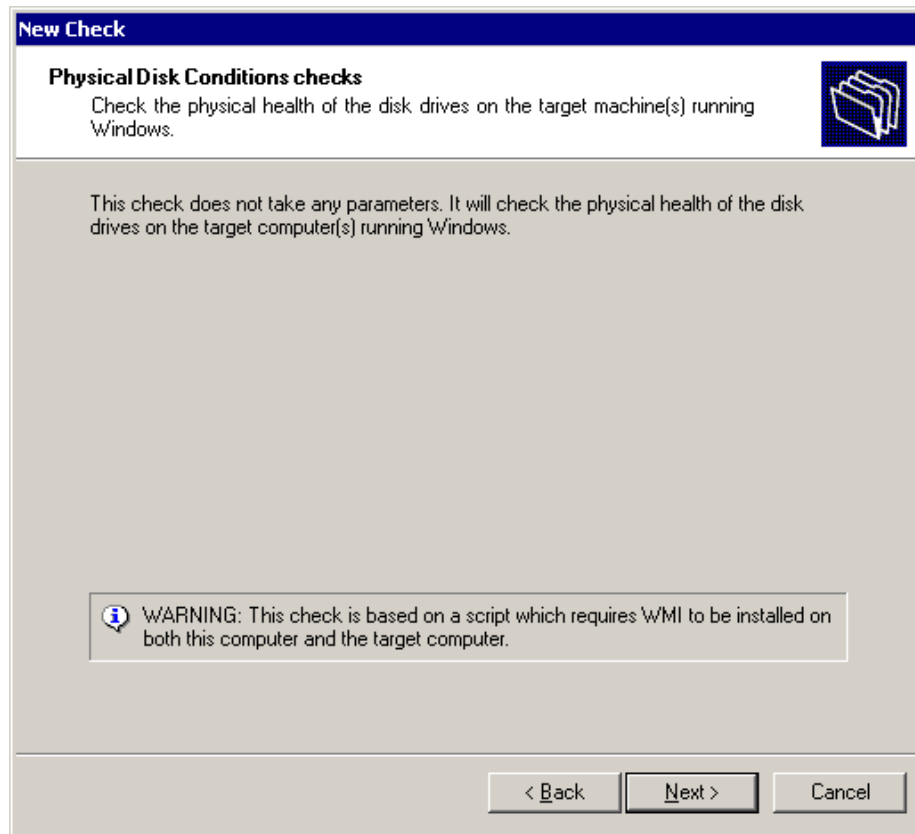 New Check
Physical Disk Conditions checks
Check the physical health of the disk drives on the target machine(s) running
Windows.
This check does not take any parameters. It will check the physical health of the disk
drives on the target computer(s) running Windows.
WARNING: This check is based on a script which requires WMI to be installed on
both this computer and the target computer.
< Back
Next >
Cancel